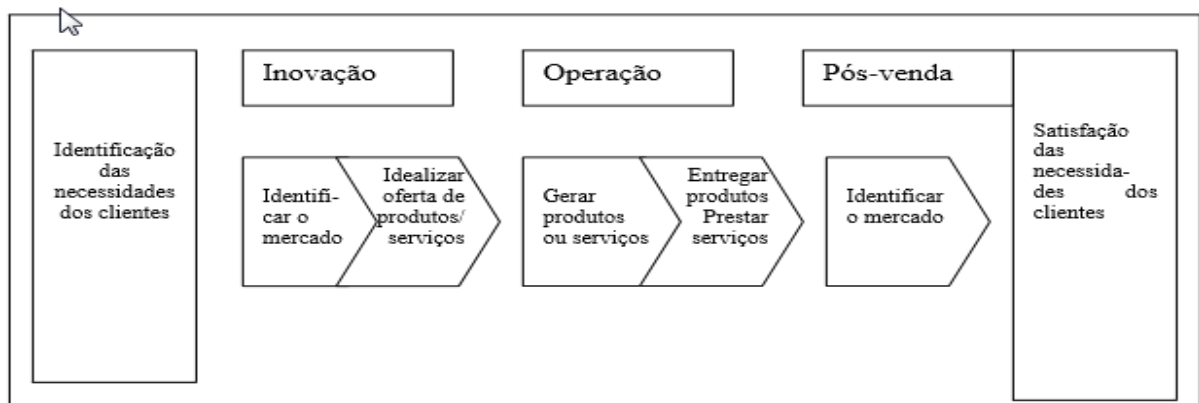 Identificação
das
necessidades
dos clientes
Inovação
Identifi-
car o
mercado
Idealizar
oferta de
produtos/
serviços
Operação
Gerar
produtos
ou serviços
Entregar
produtos
Prestar
serviços
Pós-venda
Identificar
o mercado
Satisfação
das
necessida-
des dos
clientes